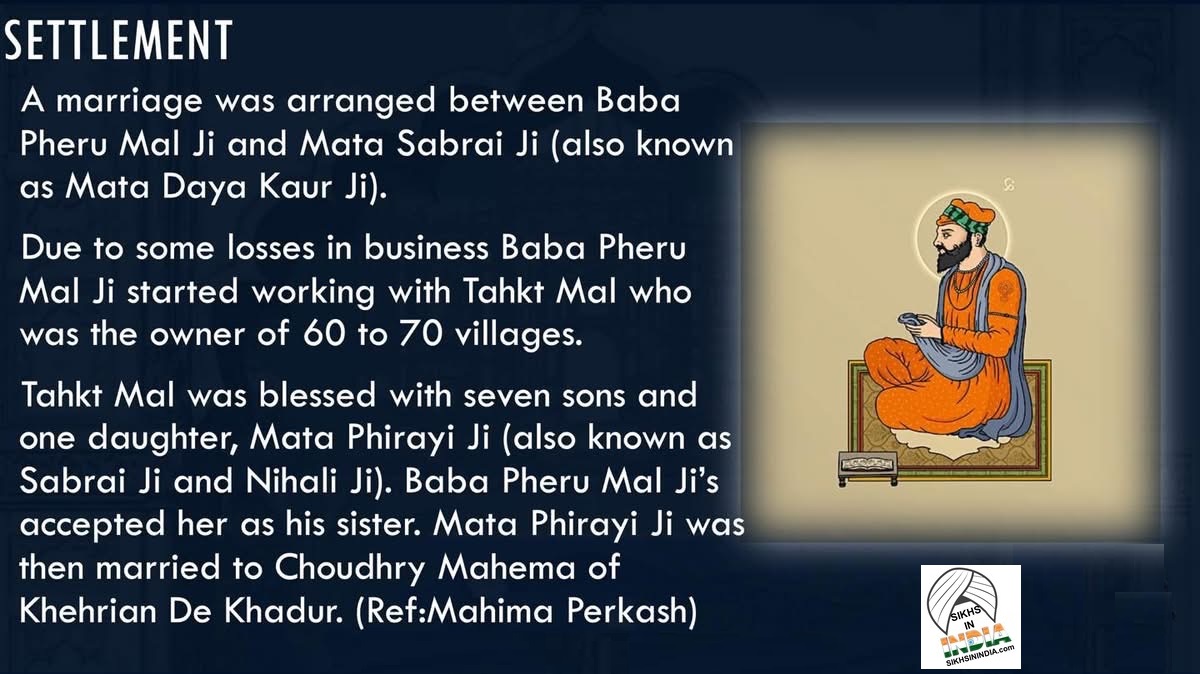 SETTLEMENT
A marriage was arranged between Baba
Pheru Mal Ji and Mata Sabrai Ji (also known
as Mata Daya Kaur Ji).
Due to some losses in business Baba Pheru
Mal Ji started working with Tahkt Mal who
was the owner of 60 to 70 villages.
Tahkt Mal was blessed with seven sons and
one daughter, Mata Phirayi Ji (also known as
Sabrai Ji and Nihali Ji). Baba Pheru Mal Ji’s
accepted her as his sister. Mata Phirayi Ji was
then married to Choudhry Mahema of
Khehrian De Khadur. (Ref:Mahima Perkash)
SIKHS
IN
INDIA
SIKHSININDIA.com